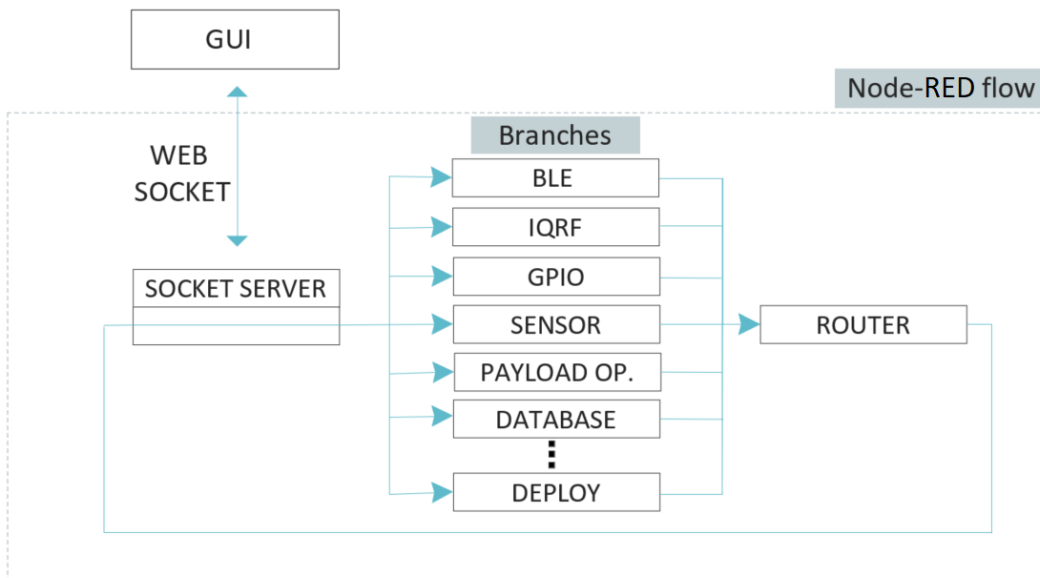 GUI
Node-RED flow
WEB
SOCKET
Branches
BLE
IQRF
GPIO
SOCKET SERVER
SENSOR
ROUTER
PAYLOAD OP.
DATABASE
DEPLOY